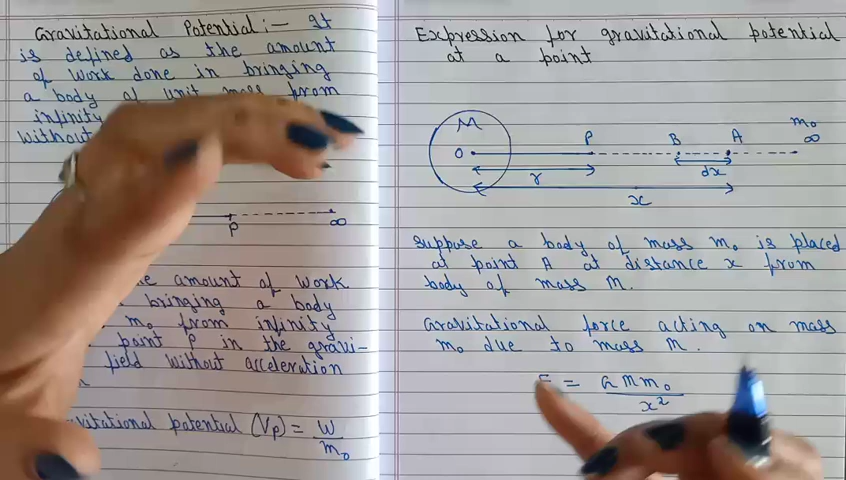 Gravitational Potential:- It
is defined as the amount
of work done in bringing
a body of unit mass from
infinity
without
P
∞
amount of work
bringing a body
m₀ from infinity
point P in the gravi-
field without acceleration
potential (Vp) = W/m₀
Expression for gravitational potential
at a point
M
O
P
B
A
m₀
∞
r
dx
x
Suppose a body of mass m₀ is placed
at point A at distance x from
body of mass M.
Gravitational force acting on mass
m₀ due to mass M.
= GMm₀/x²